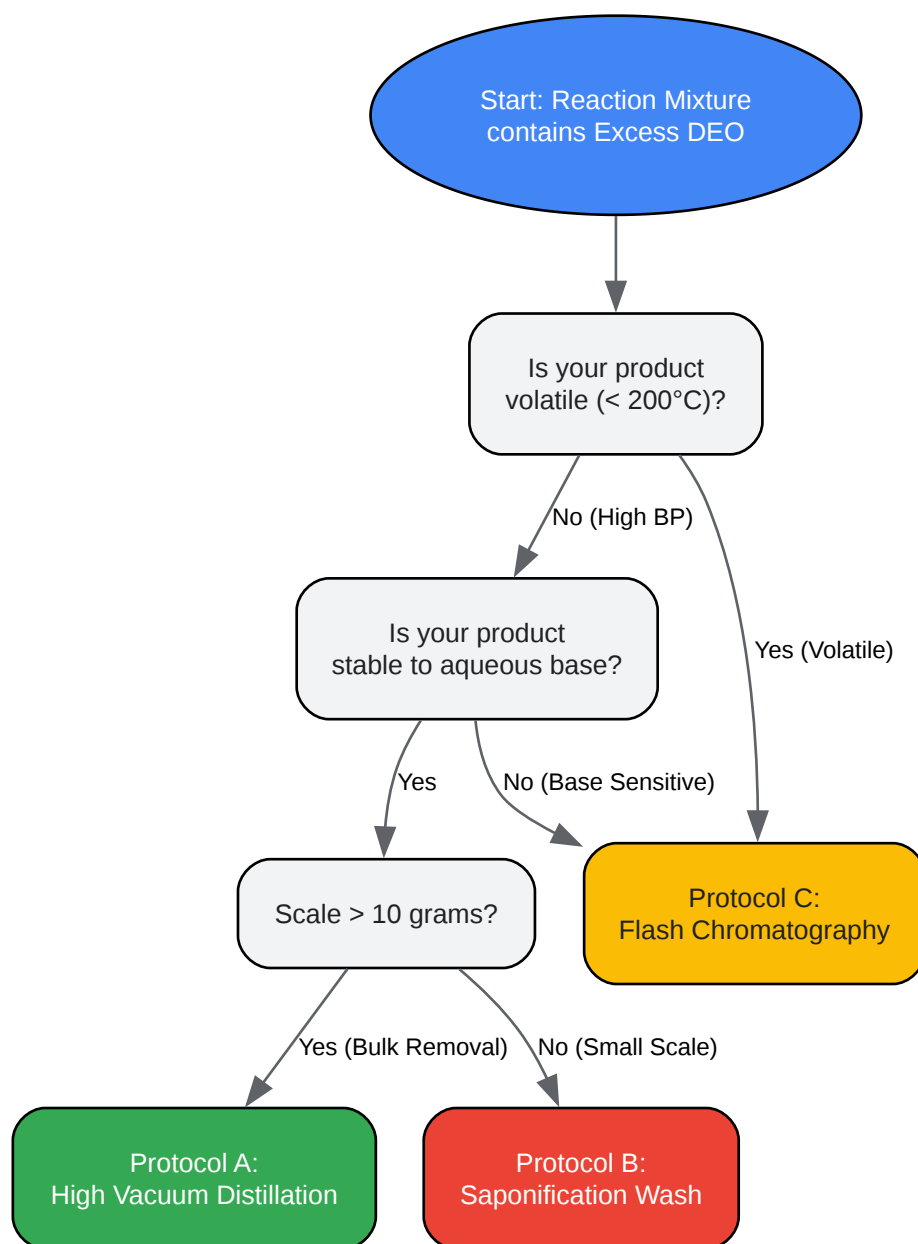 Start: Reaction Mixture
contains Excess DEO
Is your product
volatile (< 200°C)?
No (High BP)
Is your product
stable to aqueous base?
Yes (Volatile)
Yes
No (Base Sensitive)
Scale > 10 grams?
Protocol C:
Flash Chromatography
Yes (Bulk Removal)
No (Small Scale)
Protocol A:
High Vacuum Distillation
Protocol B:
Saponification Wash